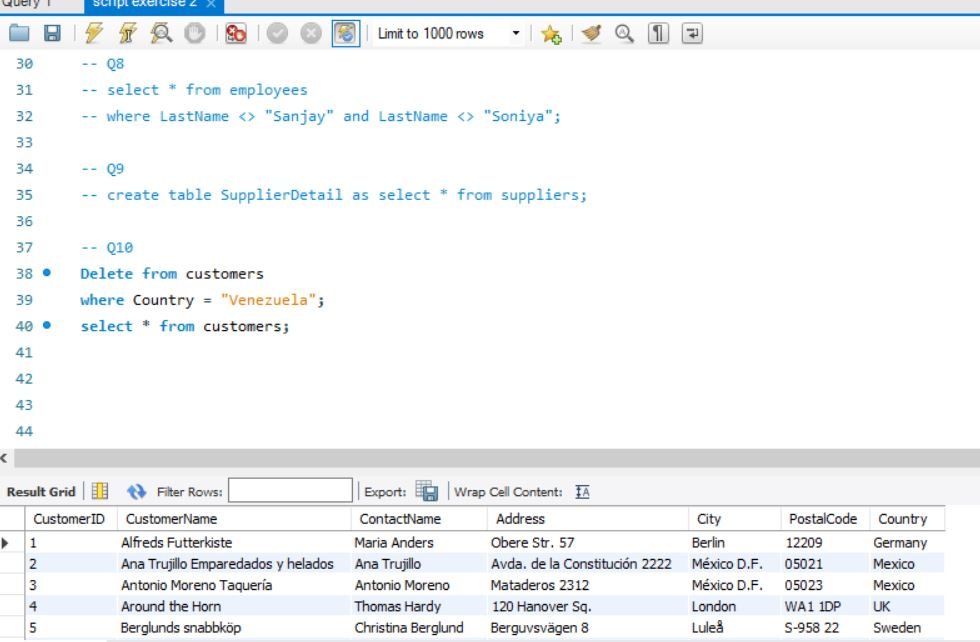 Query 1 script exercise 2
Limit to 1000 rows
30 -- Q8
31 -- select * from employees
32 -- where LastName <> "Sanjay" and LastName <> "Soniya";
33
34 -- Q9
35 -- create table SupplierDetail as select * from suppliers;
36
37 -- Q10
38 Delete from customers
39 where Country = "Venezuela";
40 select * from customers;
41
42
43
44
Result Grid Filter Rows: Export: Wrap Cell Content:
CustomerID CustomerName ContactName Address City PostalCode Country
1 Alfreds Futterkiste Maria Anders Obere Str. 57 Berlin 12209 Germany
2 Ana Trujillo Emparedados y helados Ana Trujillo Avda. de la Constitución 2222 México D.F. 05021 Mexico
3 Antonio Moreno Taquería Antonio Moreno Mataderos 2312 México D.F. 05023 Mexico
4 Around the Horn Thomas Hardy 120 Hanover Sq. London WA1 1DP UK
5 Berglunds snabbköp Christina Berglund Berguvsvägen 8 Luleå S-958 22 Sweden